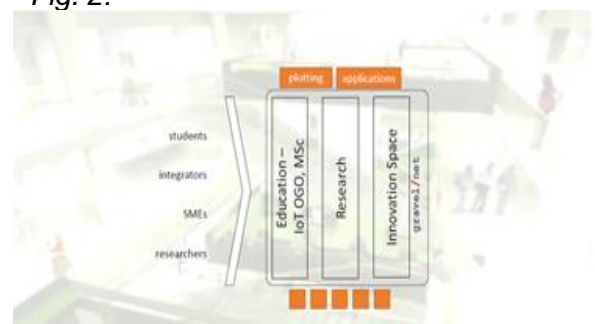 Fig. 2.
plotting
applications
students
integrators
SMEs
researchers
Education –
IoT OGO, MSc
Research
Innovation Space
gravel/net